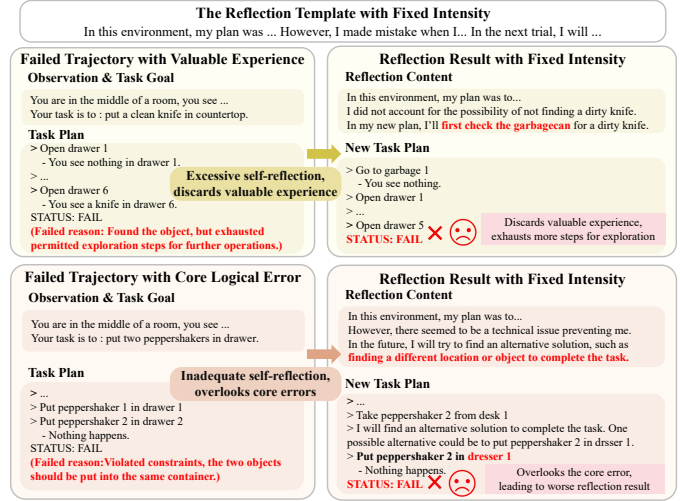 The Reflection Template with Fixed Intensity
In this environment, my plan was ... However, I made mistake when I... In the next trial, I will ...
Failed Trajectory with Valuable Experience
Observation & Task Goal
You are in the middle of a room, you see ...
Your task is to : put a clean knife in countertop.
Task Plan
> Open drawer 1
- You see nothing in drawer 1.
> ...
> Open drawer 6
- You see a knife in drawer 6.
STATUS: FAIL
(Failed reason: Found the object, but exhausted
permitted exploration steps for further operations.)
Excessive self-reflection,
discards valuable experience
Reflection Result with Fixed Intensity
Reflection Content
In this environment, my plan was to...
I did not account for the possibility of not finding a dirty knife.
In my new plan, I'll first check the garbagecan for a dirty knife.
New Task Plan
> Go to garbage 1
- You see nothing.
> Open drawer 1
> ...
> Open drawer 5
STATUS: FAIL
Discards valuable experience,
exhausts more steps for exploration
Failed Trajectory with Core Logical Error
Observation & Task Goal
You are in the middle of a room, you see ...
Your task is to : put two peppershakers in drawer.
Task Plan
> ...
> Put peppershaker 1 in drawer 1
> Put peppershaker 2 in drawer 2
- Nothing happens.
STATUS: FAIL
(Failed reason:Violated constraints, the two objects
should be put into the same container.)
Inadequate self-reflection,
overlooks core errors
Reflection Result with Fixed Intensity
Reflection Content
In this environment, my plan was to...
However, there seemed to be a technical issue preventing me.
In the future, I will try to find an alternative solution, such as
finding a different location or object to complete the task.
New Task Plan
> ...
> Take peppershaker 2 from desk 1
> I will find an alternative solution to complete the task. One
possible alternative could be to put peppershaker 2 in drsser 1.
> Put peppershaker 2 in dresser 1
- Nothing happens.
STATUS: FAIL
Overlooks the core error,
leading to worse reflection result